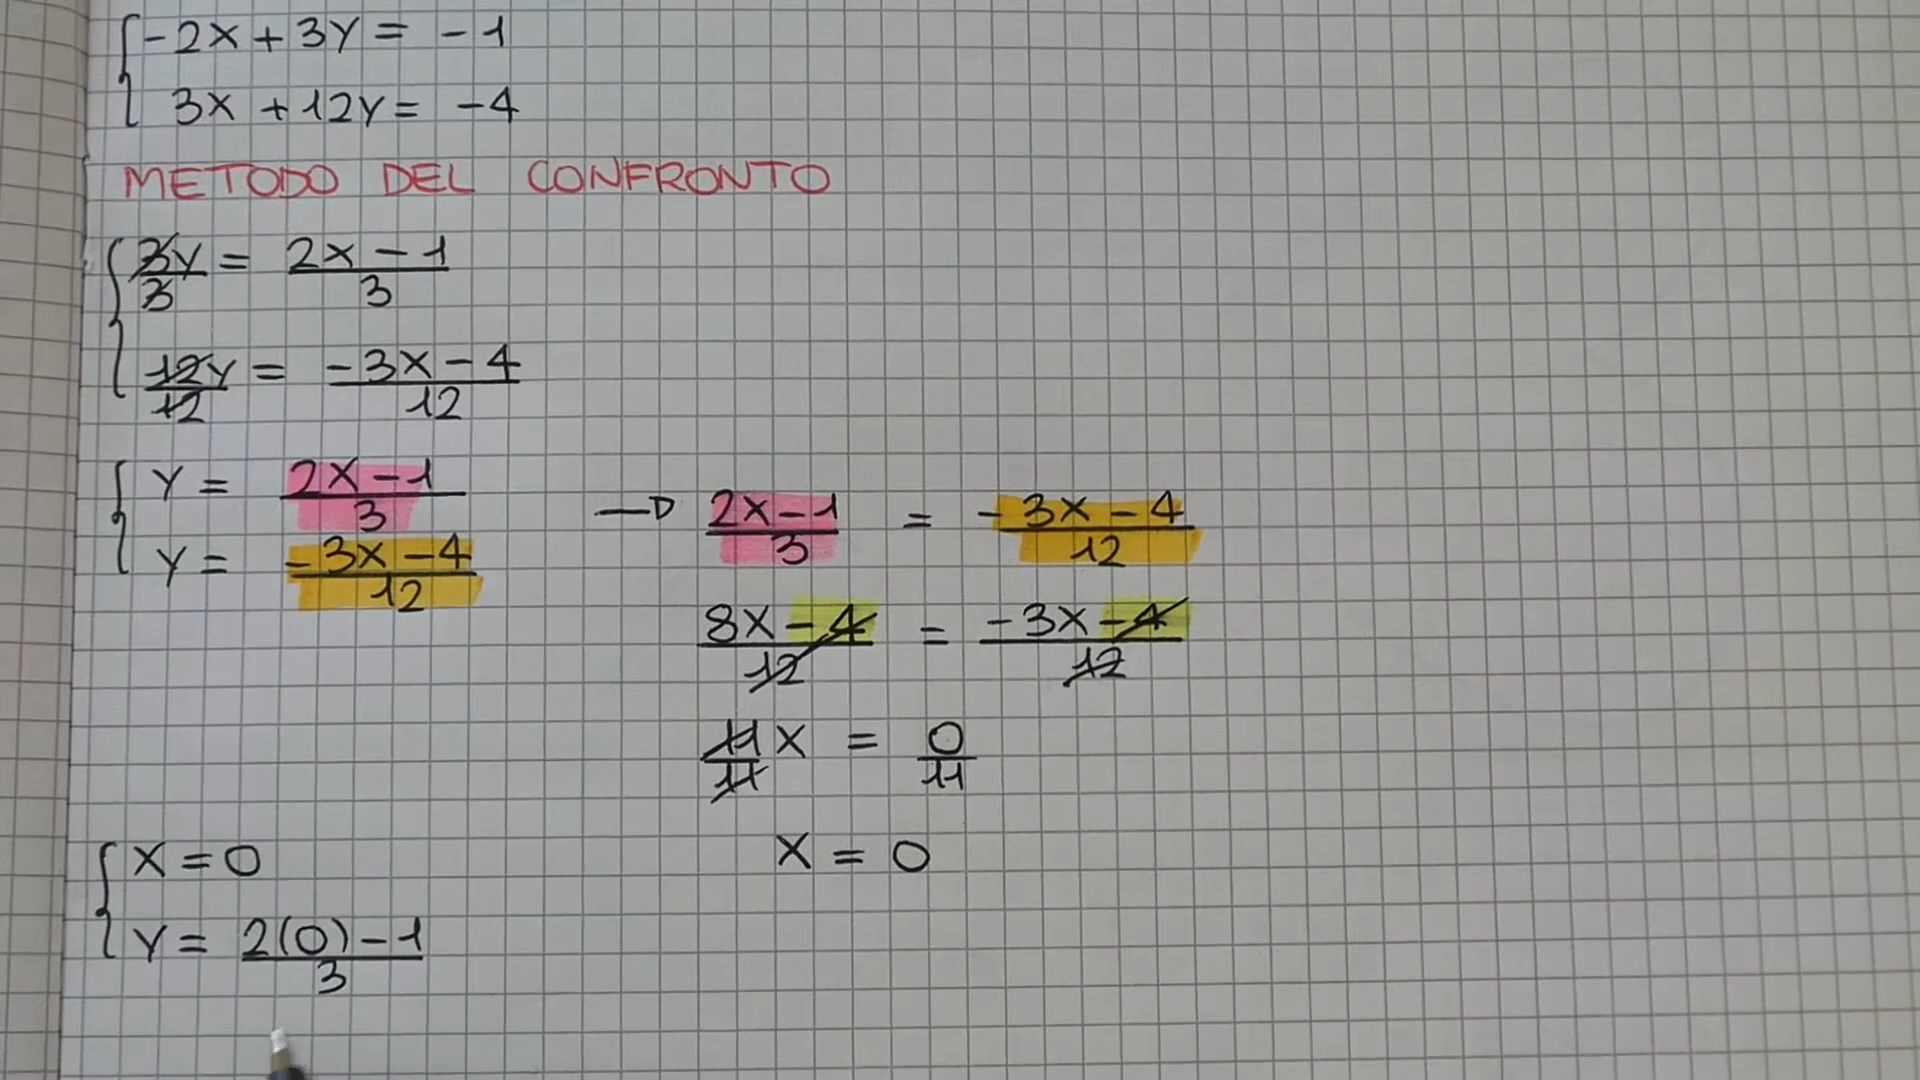 -2x+3y = -1
3x +12y = -4
METODO DEL CONFRONTO
3y/3 = 2x-1/3
12y/12 = -3x-4/12
y = 2x-1/3
y = -3x-4/12
→ 2x-1/3 = -3x-4/12
8x-4/12 = -3x-4/12
11x/11 = 0/11
x = 0
x = 0
y = 2(0)-1/3